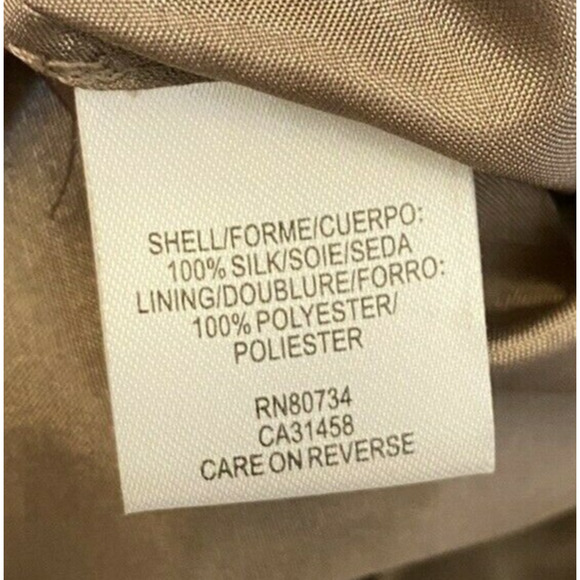 SHELL/FORME/CUERPO:
100% SILK/SOIE/SEDA
LINING/DOUBLURE/FORRO:
100% POLYESTER/
POLIESTER
RN80734
CA31458
CARE ON REVERSE